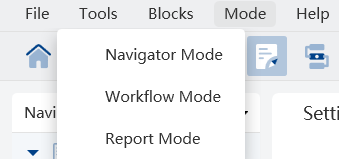 File Tools Blocks Mode Help
Navigator Mode
Workflow Mode
Report Mode
Navi
Setti